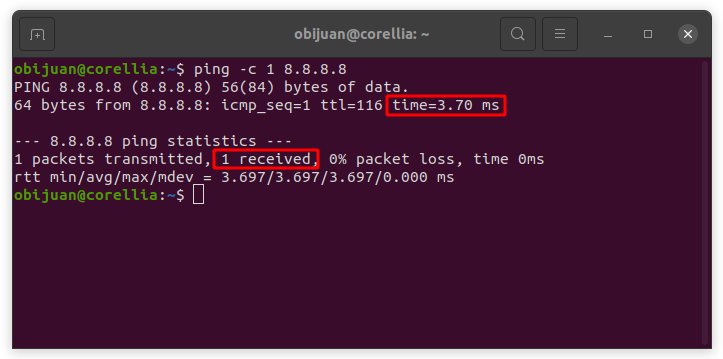 obijuan@corellia: ~
obijuan@corellia:~$ ping -c 1 8.8.8.8
PING 8.8.8.8 (8.8.8.8) 56(84) bytes of data.
64 bytes from 8.8.8.8: icmp_seq=1 ttl=116 time=3.70 ms
--- 8.8.8.8 ping statistics ---
1 packets transmitted, 1 received, 0% packet loss, time 0ms
rtt min/avg/max/mdev = 3.697/3.697/3.697/0.000 ms
obijuan@corellia:~$